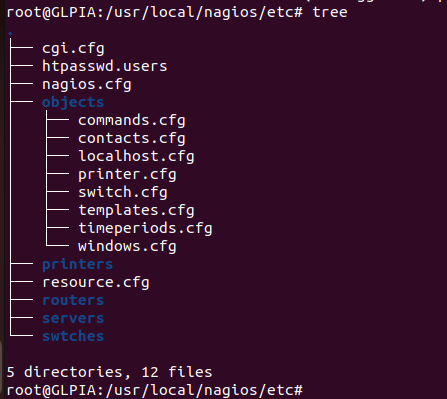 root@GLPIA:/usr/local/nagios/etc# tree
.
├── cgi.cfg
├── htpasswd.users
├── nagios.cfg
├── objects
│   ├── commands.cfg
│   ├── contacts.cfg
│   ├── localhost.cfg
│   ├── printer.cfg
│   ├── switch.cfg
│   ├── templates.cfg
│   ├── timeperiods.cfg
│   └── windows.cfg
├── printers
├── resource.cfg
├── routers
├── servers
└── swtches
5 directories, 12 files
root@GLPIA:/usr/local/nagios/etc#